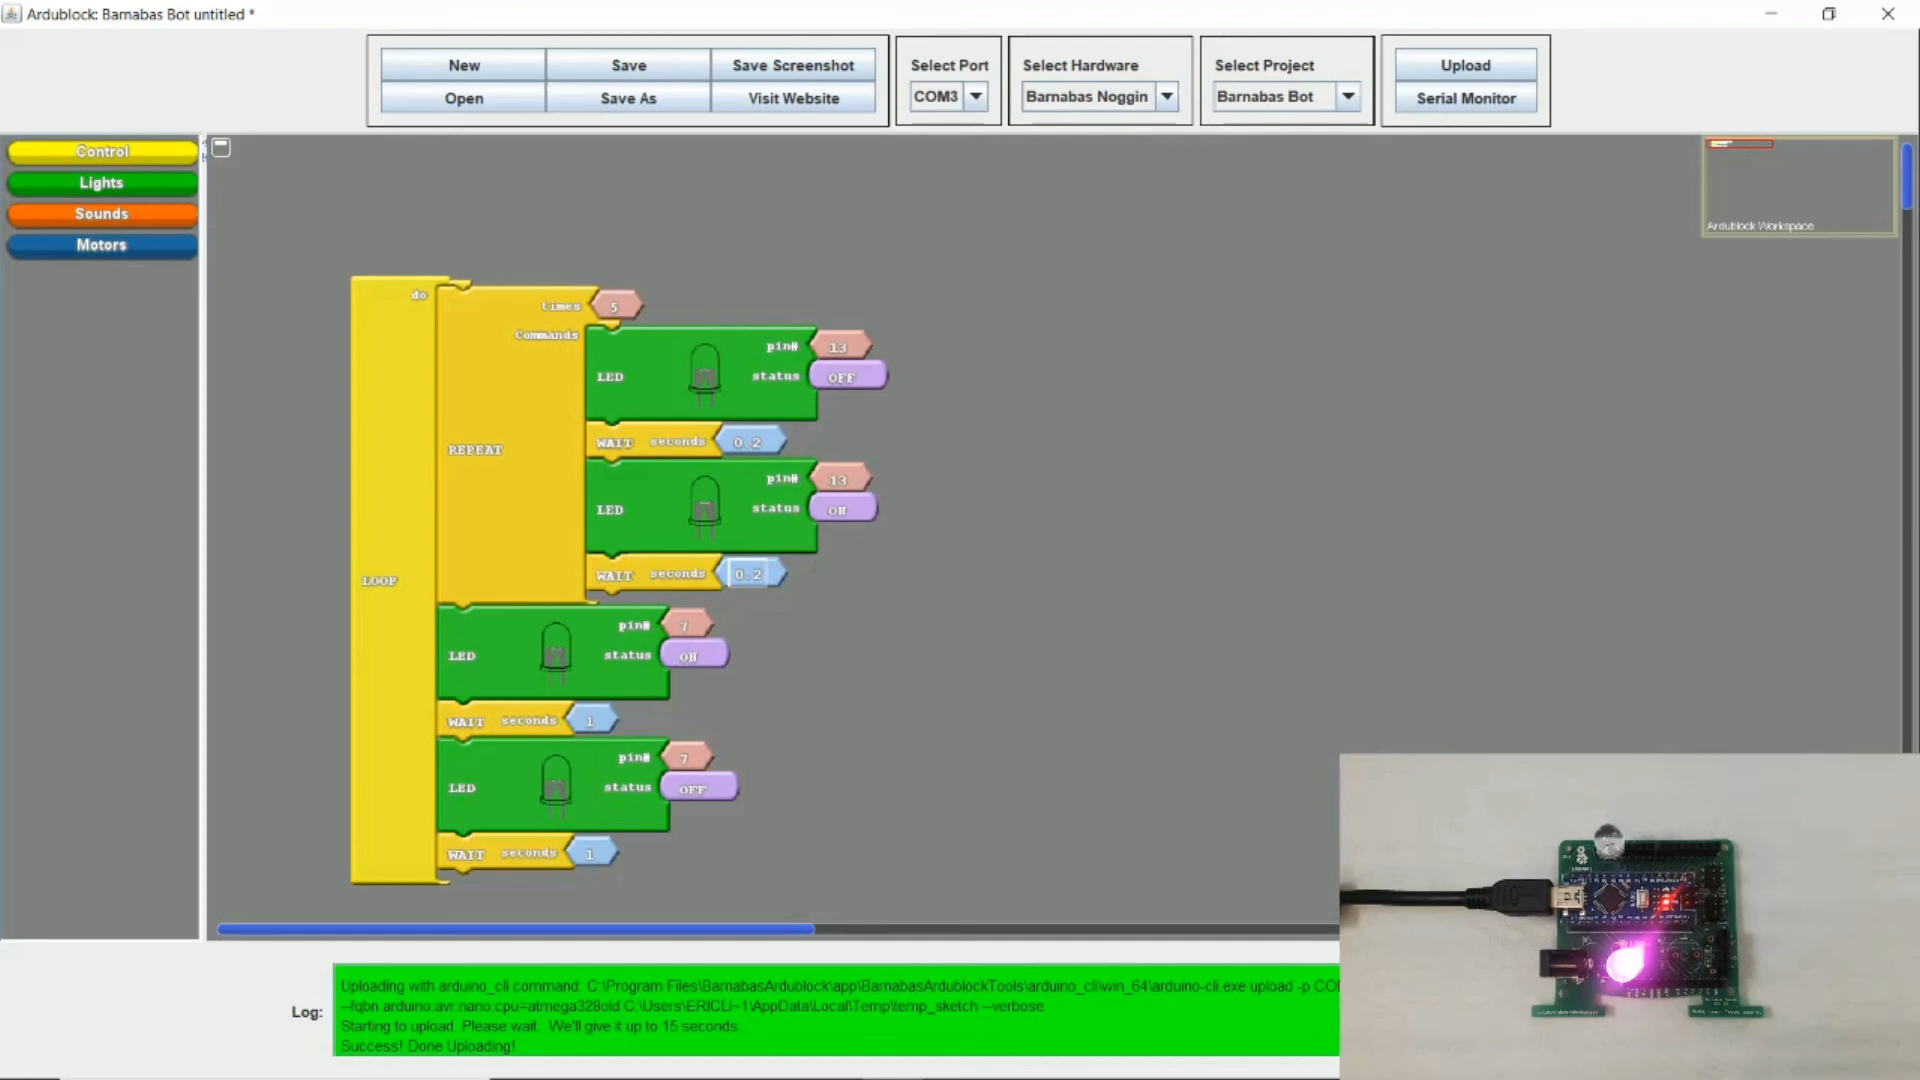 Ardublock: Barnabas Bot untitled *
New
Save
Save Screenshot
Open
Save As
Visit Website
Select Port
COM3
Select Hardware
Barnabas Noggin
Select Project
Barnabas Bot
Upload
Serial Monitor
Control
Lights
Sounds
Motors
Ardublock Workspace
LOOP
do
REPEAT
times 5
Commands
LED
pin# 13
status OFF
WAIT seconds 0.2
LED
pin# 13
status ON
WAIT seconds 0.2
LED
pin# 7
status ON
WAIT seconds 1
LED
pin# 7
status OFF
WAIT seconds 1
Log:
Uploading with arduino_cli command: C:\Program Files\BarnabasArdublock\app\BarnabasArdublockTools\arduino_cli\win_64\arduino-cli.exe upload -p
--fqbn arduino:avr:nano:cpu=atmega328old C:\Users\ERICLI~1\AppData\Local\Temp\temp_sketch --verbose
Starting to upload. Please wait. We'll give it up to 15 seconds.
Success! Done Uploading!